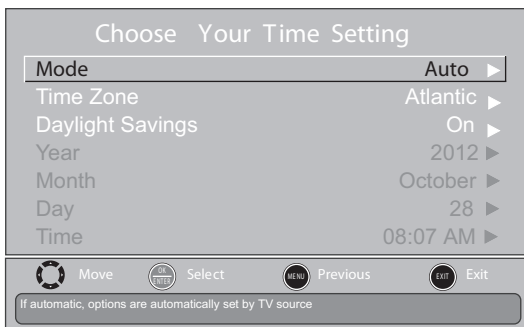 Choose Your Time Setting
Mode Auto
Time Zone Atlantic
Daylight Savings On
Year 2012
Month October
Day 28
Time 08:07 AM
Move OK ENTER Select MENU Previous EXIT Exit
If automatic, options are automatically set by TV source